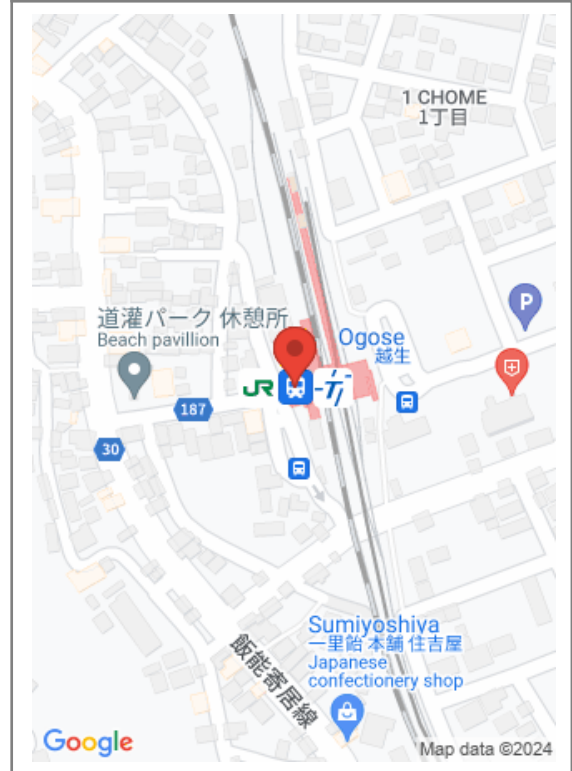 1 CHOME
1丁目
道灌パーク 休憩所
Beach pavillion
Ogose
越生
P
JR
187
30
Sumiyoshiya
一里飴 本舗 住吉屋
Japanese
confectionery shop
飯能寄居線
Google
Map data ©2024